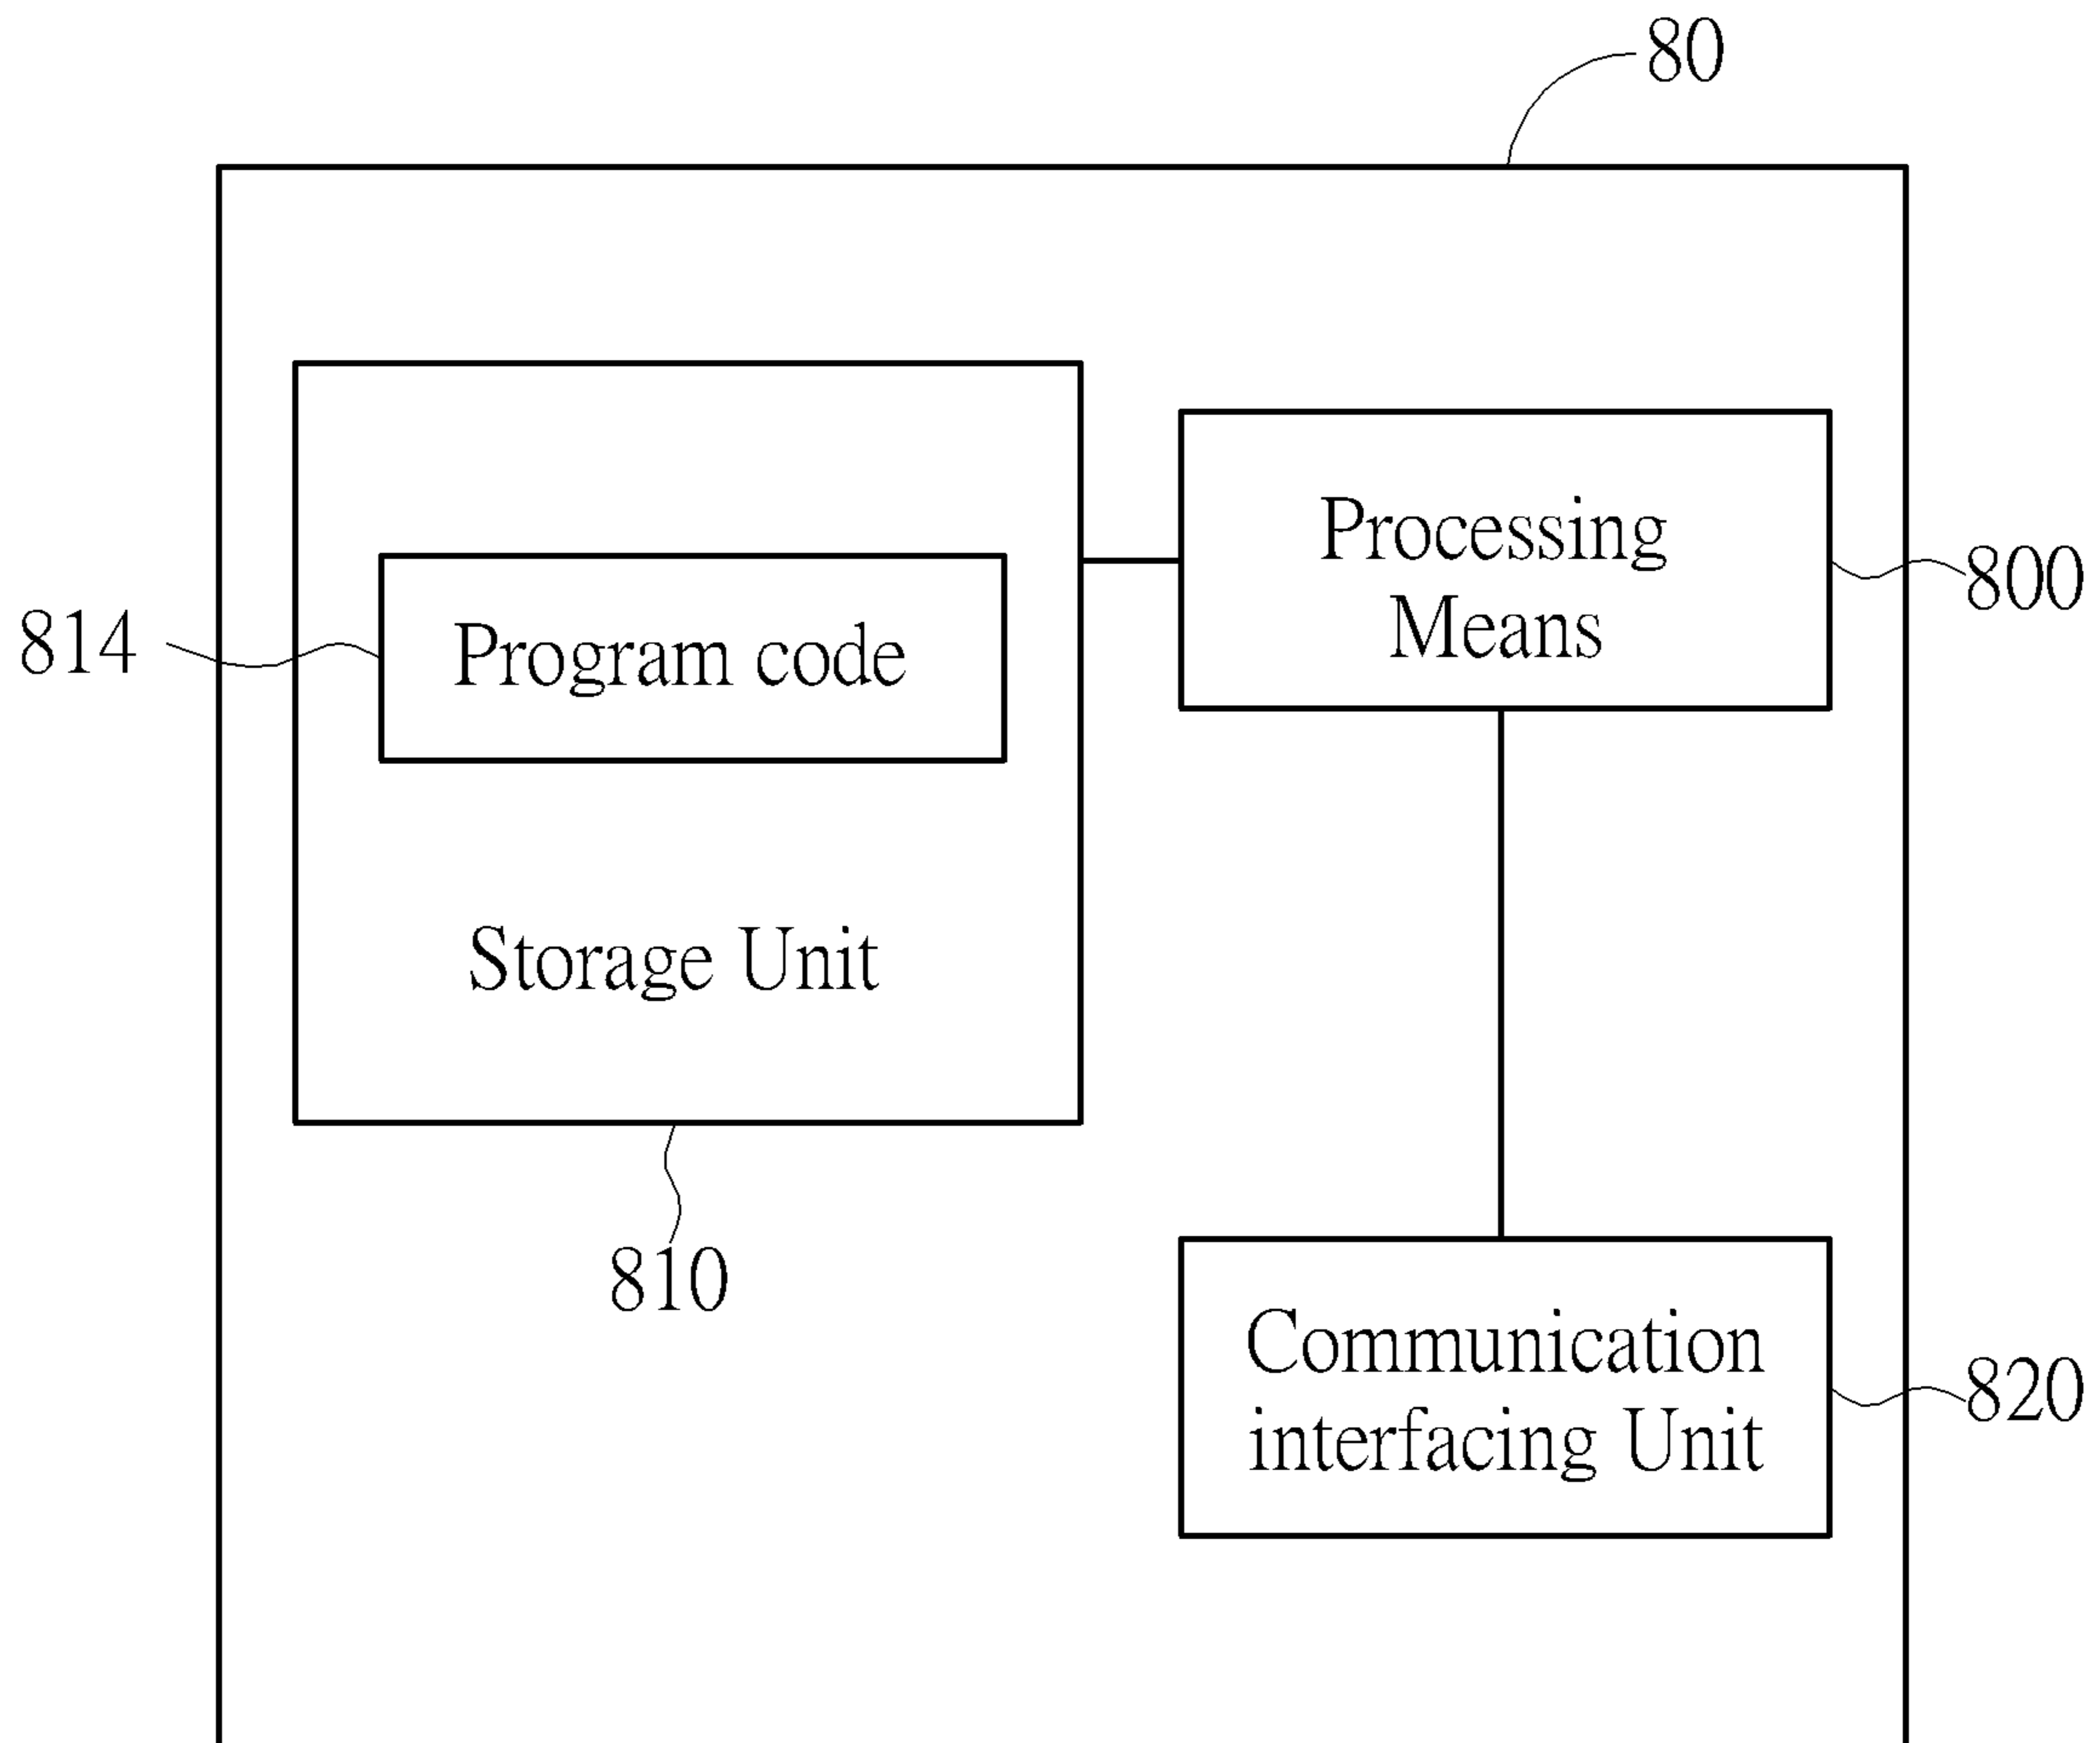 80
Processing
Means
800
814
Program code
Storage Unit
810
Communication
interfacing Unit
820